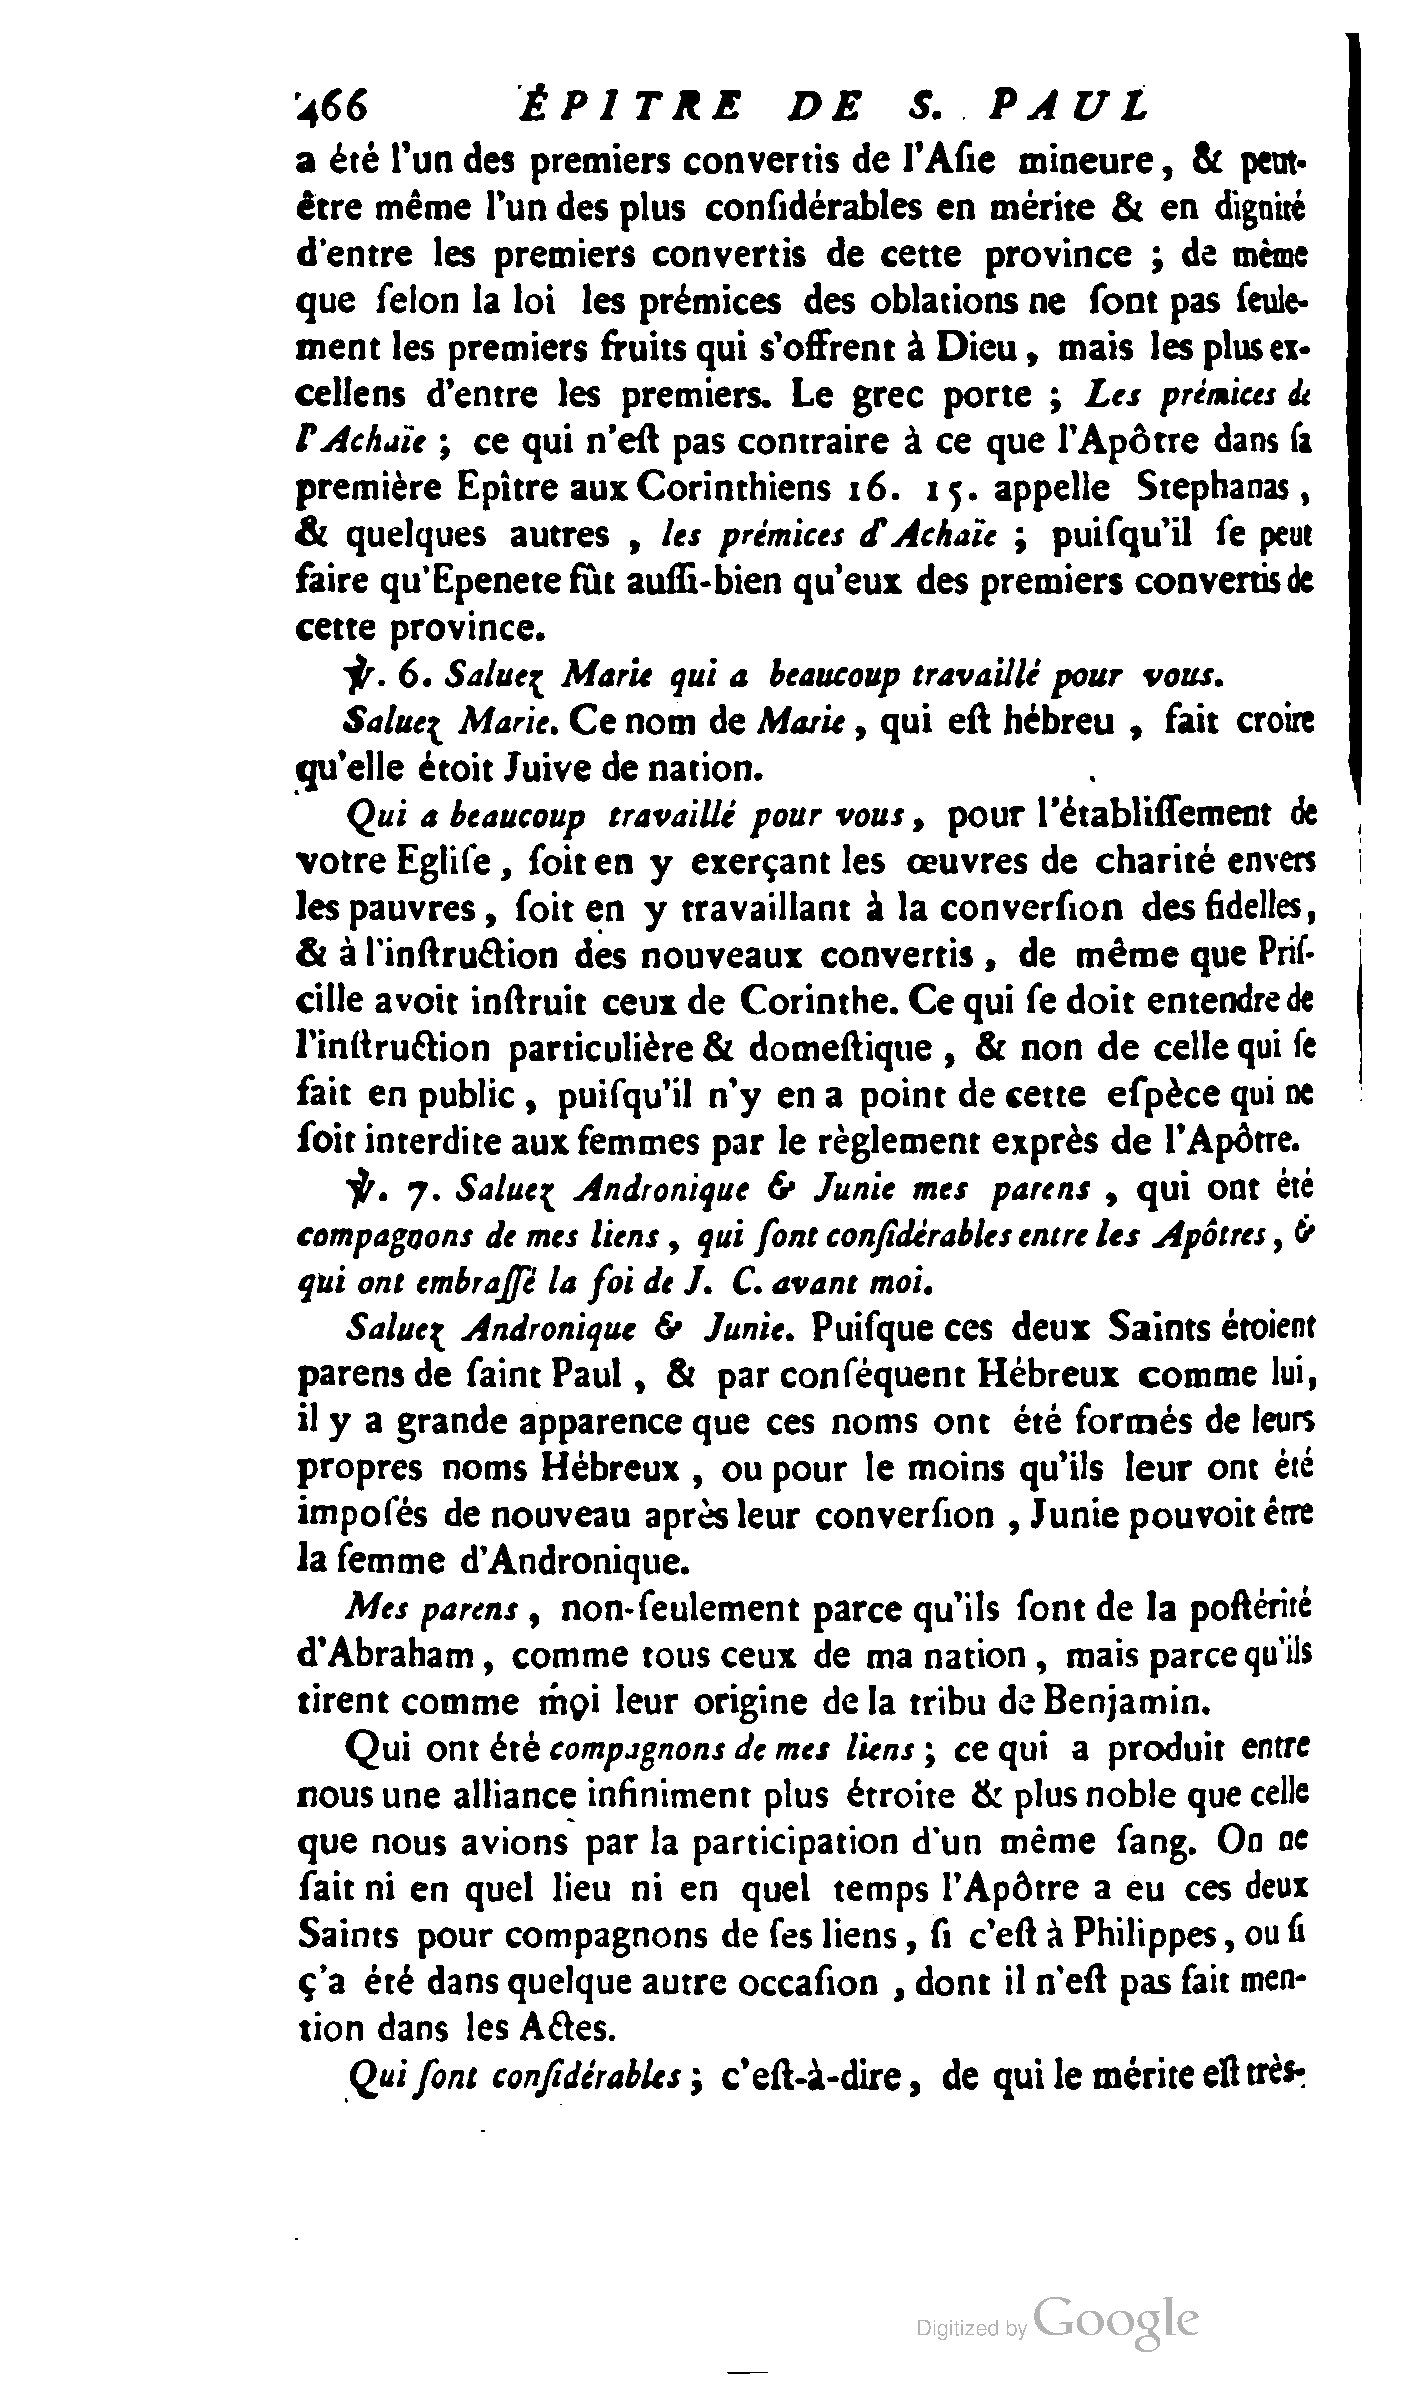 466 ÉPITRE DE S. PAUL
a été l'un des premiers convertis de l'Aſie mineure, & peut-
être même l'un des plus conſidérables en mérite & en dignité
d'entre les premiers convertis de cette province ; de même
que ſelon la loi les prémices des oblations ne ſont pas ſeule-
ment les premiers fruits qui s'offrent à Dieu, mais les plus ex-
cellens d'entre les premiers. Le grec porte ; Les prémices de
l'Achaïe ; ce qui n'eſt pas contraire à ce que l'Apôtre dans ſa
première Epître aux Corinthiens 16. 15. appelle Stephanas,
& quelques autres, les prémices d'Achaïe ; puiſqu'il ſe peut
faire qu'Epenete fût auſſi-bien qu'eux des premiers convertis de
cette province.
℣. 6. Saluez Marie qui a beaucoup travaillé pour vous.
Saluez Marie. Ce nom de Marie, qui eſt hébreu, fait croire
qu'elle étoit Juive de nation.
Qui a beaucoup travaillé pour vous, pour l'établiſſement de
votre Egliſe, ſoit en y exerçant les œuvres de charité envers
les pauvres, ſoit en y travaillant à la converſion des fidelles,
& à l'inſtruction des nouveaux convertis, de même que Priſ-
cille avoit inſtruit ceux de Corinthe. Ce qui ſe doit entendre de
l'inſtruction particulière & domeſtique, & non de celle qui ſe
fait en public, puiſqu'il n'y en a point de cette eſpèce qui ne
ſoit interdite aux femmes par le règlement exprès de l'Apôtre.
℣. 7. Saluez Andronique & Junie mes parens, qui ont été
compagnons de mes liens, qui ſont conſidérables entre les Apôtres, &
qui ont embraſſé la foi de J. C. avant moi.
Saluez Andronique & Junie. Puiſque ces deux Saints étoient
parens de ſaint Paul, & par conſéquent Hébreux comme lui,
il y a grande apparence que ces noms ont été formés de leurs
propres noms Hébreux, ou pour le moins qu'ils leur ont été
impoſés de nouveau après leur converſion, Junie pouvoit être
la femme d'Andronique.
Mes parens, non-ſeulement parce qu'ils ſont de la poſtérité
d'Abraham, comme tous ceux de ma nation, mais parce qu'ils
tirent comme moi leur origine de la tribu de Benjamin.
Qui ont été compagnons de mes liens ; ce qui a produit entre
nous une alliance infiniment plus étroite & plus noble que celle
que nous avions par la participation d'un même ſang. On ne
ſait ni en quel lieu ni en quel temps l'Apôtre a eu ces deux
Saints pour compagnons de ſes liens, ſi c'eſt à Philippes, ou ſi
ç'a été dans quelque autre occaſion, dont il n'eſt pas fait men-
tion dans les Actes.
Qui ſont conſidérables ; c'eſt-à-dire, de qui le mérite eſt très-
Digitized by Google